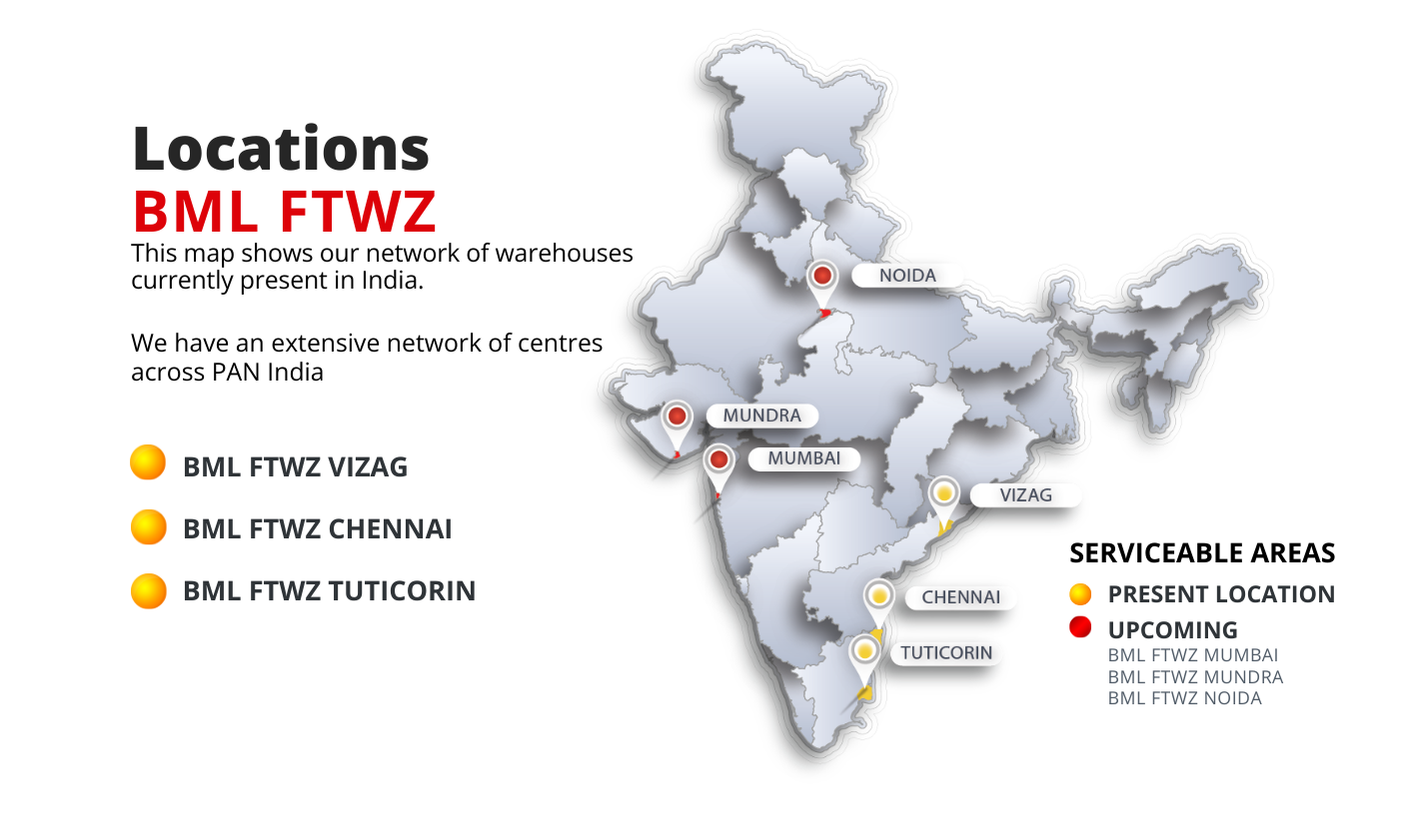 Locations
BML FTWZ
This map shows our network of warehouses
currently present in India.
We have an extensive network of centres
across PAN India
BML FTWZ VIZAG
BML FTWZ CHENNAI
BML FTWZ TUTICORIN
NOIDA
MUNDRA
MUMBAI
VIZAG
CHENNAI
TUTICORIN
SERVICEABLE AREAS
PRESENT LOCATION
UPCOMING
BML FTWZ MUMBAI
BML FTWZ MUNDRA
BML FTWZ NOIDA